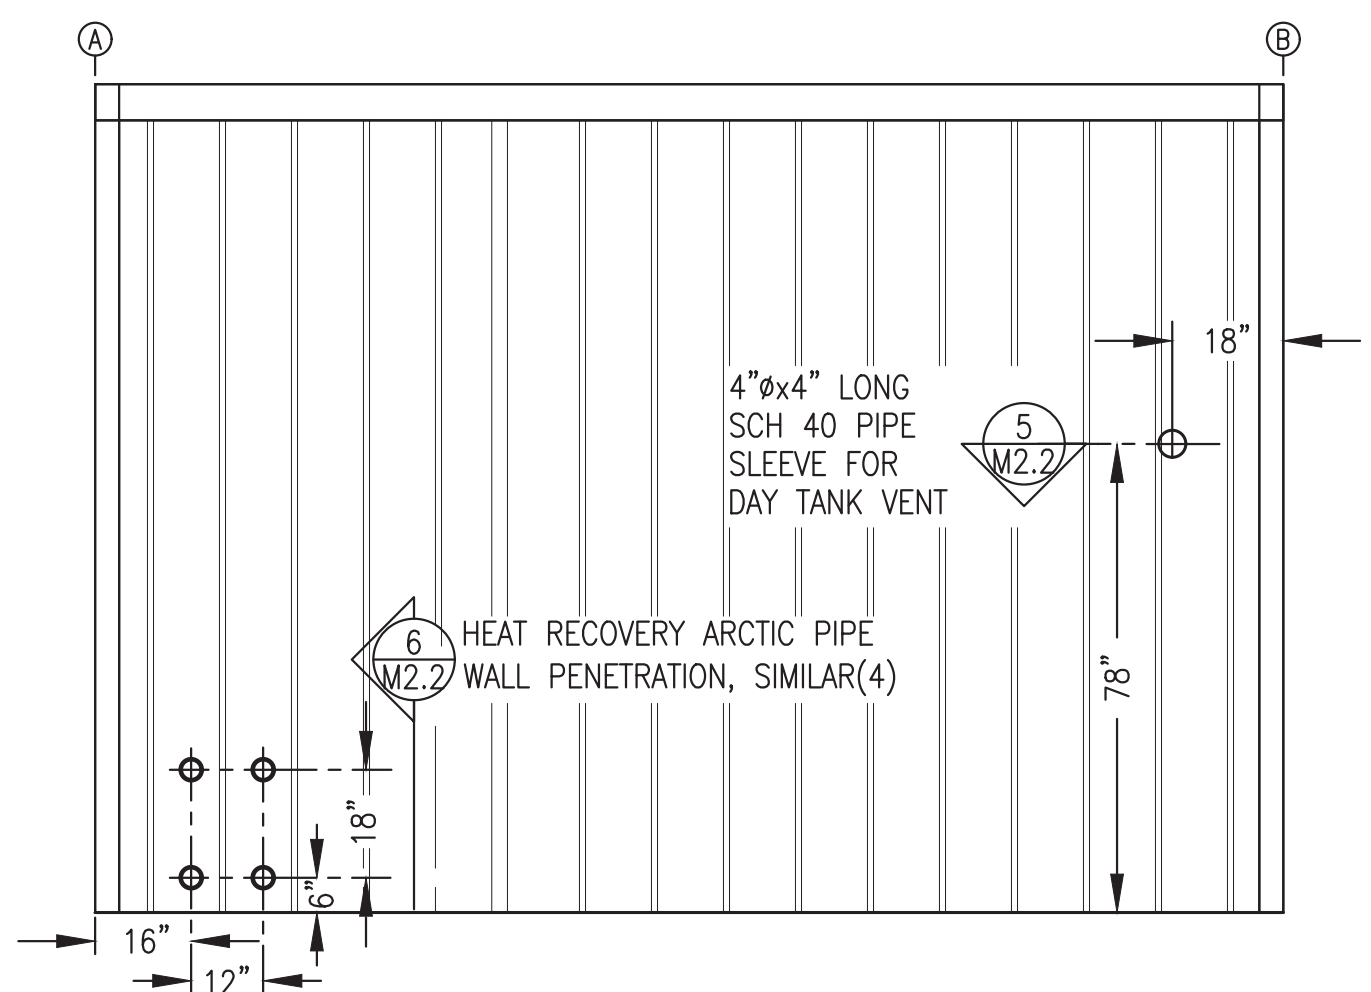 A
B
18”
4”øx4” LONG
SCH 40 PIPE
SLEEVE FOR
DAY TANK VENT
5
M2.2
6
M2.2
HEAT RECOVERY ARCTIC PIPE
WALL PENETRATION, SIMILAR(4)
78”
18”
6”
16”
12”